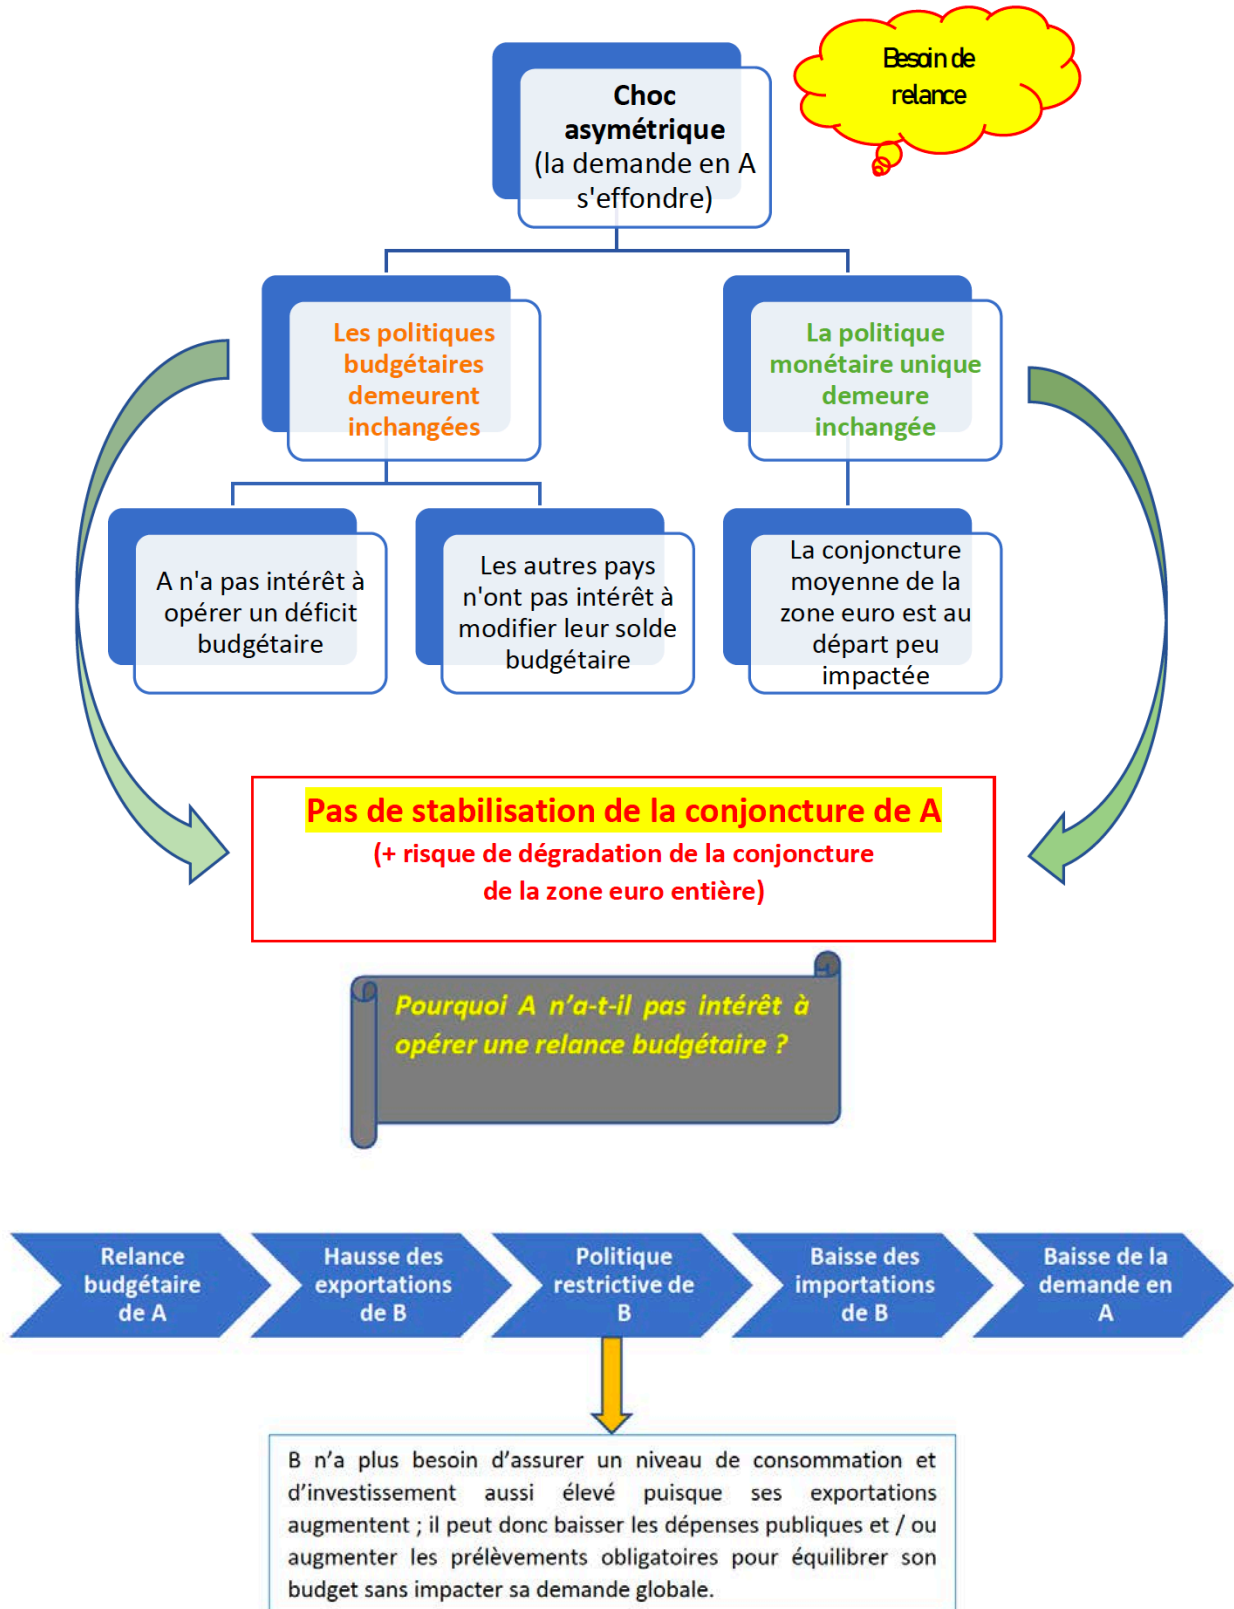 Besoin de
relance
Choc
asymétrique
(la demande en A
s'effondre)
Les politiques
budgétaires
demeurent
inchangées
La politique
monétaire unique
demeure
inchangée
A n'a pas intérêt à
opérer un déficit
budgétaire
Les autres pays
n'ont pas intérêt à
modifier leur solde
budgétaire
La conjoncture
moyenne de la
zone euro est au
départ peu
impactée
Pas de stabilisation de la conjoncture de A
(+ risque de dégradation de la conjoncture
de la zone euro entière)
Pourquoi A n'a-t-il pas intérêt à
opérer une relance budgétaire ?
Relance
budgétaire
de A
Hausse des
exportations
de B
Politique
restrictive de
B
Baisse des
importations
de B
Baisse de la
demande en
A
B n'a plus besoin d'assurer un niveau de consommation et
d'investissement aussi élevé puisque ses exportations
augmentent ; il peut donc baisser les dépenses publiques et / ou
augmenter les prélèvements obligatoires pour équilibrer son
budget sans impacter sa demande globale.